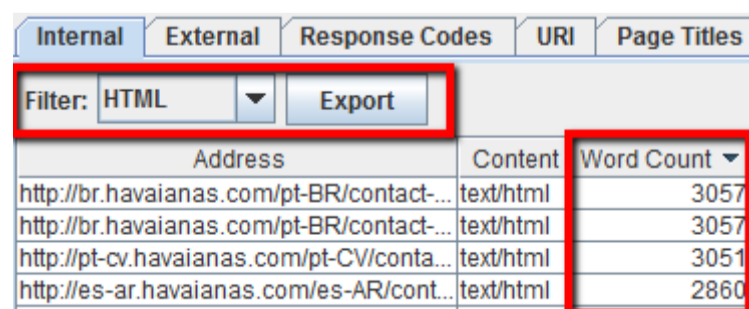 Internal External Response Codes URI Page Titles
Filter: HTML Export
Address Content Word Count
http://br.havaianas.com/pt-BR/contact-... text/html 3057
http://br.havaianas.com/pt-BR/contact-... text/html 3057
http://pt-cv.havaianas.com/pt-CV/conta... text/html 3051
http://es-ar.havaianas.com/es-AR/cont... text/html 2860